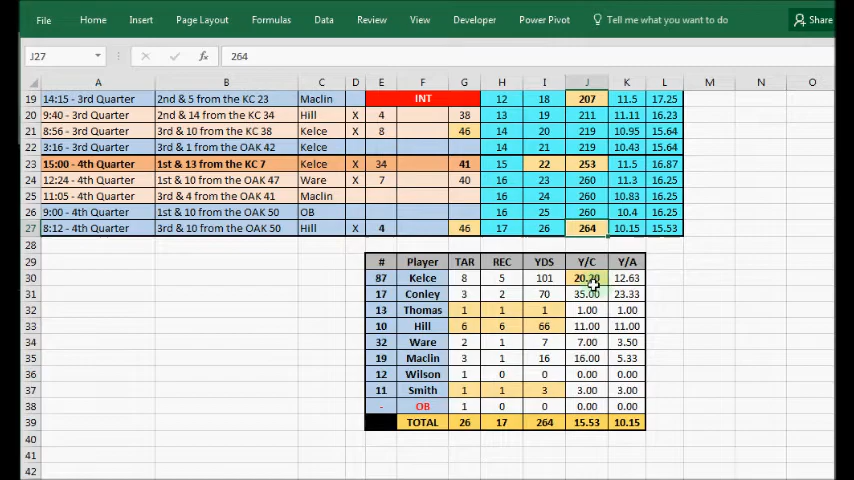 File Home Insert Page Layout Formulas Data Review View Developer Power Pivot Tell me what you want to do Share
J27 fx 264
A B C D E F G H I J K L M N O
19 14:15 - 3rd Quarter 2nd & 5 from the KC 23 Maclin INT 12 18 207 11.5 17.25
20 9:40 - 3rd Quarter 2nd & 14 from the KC 34 Hill X 4 38 13 19 211 11.11 16.23
21 8:56 - 3rd Quarter 3rd & 10 from the KC 38 Kelce X 8 46 14 20 219 10.95 15.64
22 3:16 - 3rd Quarter 1st & 15 from the OAK 42 Kelce 14 21 219 10.43 15.64
23 15:00 - 4th Quarter 1st & 13 from the KC 7 Kelce X 34 41 15 22 253 11.5 16.87
24 12:24 - 4th Quarter 1st & 10 from the OAK 47 Ware X 7 40 16 23 260 11.3 16.25
25 11:05 - 4th Quarter 3rd & 4 from the OAK 41 Maclin 16 24 260 10.83 16.25
26 9:00 - 4th Quarter 1st & 10 from the OAK 50 OB 16 25 260 10.4 16.25
27 8:12 - 4th Quarter 3rd & 10 from the OAK 50 Hill X 4 46 17 26 264 10.15 15.53
28
29 # Player TAR REC YDS Y/C Y/A
30 87 Kelce 8 5 101 20.20 12.63
31 17 Conley 3 2 70 35.00 23.33
32 13 Thomas 1 1 1 1.00 1.00
33 10 Hill 6 6 66 11.00 11.00
34 32 Ware 2 1 7 7.00 3.50
35 19 Maclin 3 1 16 16.00 5.33
36 12 Wilson 1 0 0 0.00 0.00
37 11 Smith 1 1 3 3.00 3.00
38 - OB 1 0 0 0.00 0.00
39 TOTAL 26 17 264 15.53 10.15
40
41
42